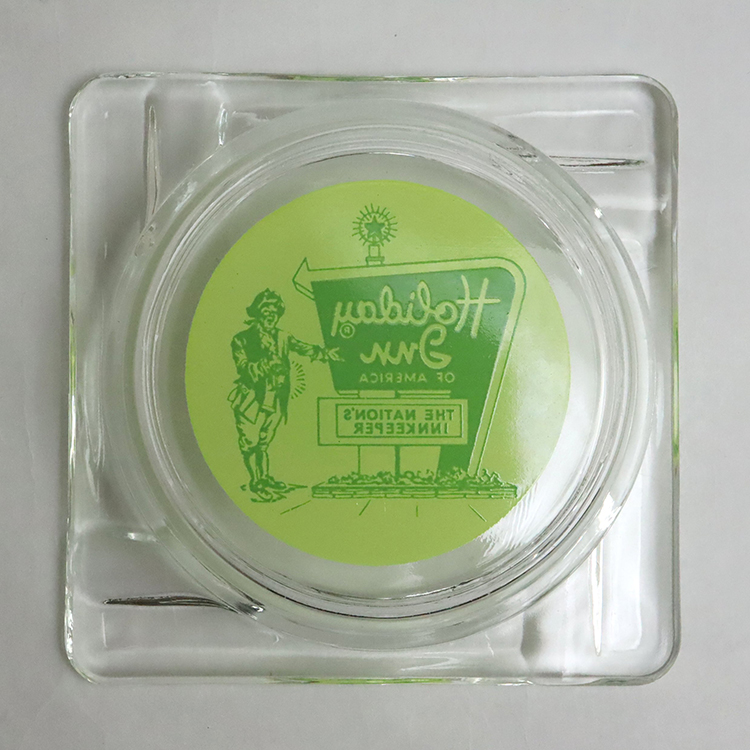 Holiday
Inn
®
OF AMERICA
THE NATION'S
INNKEEPER